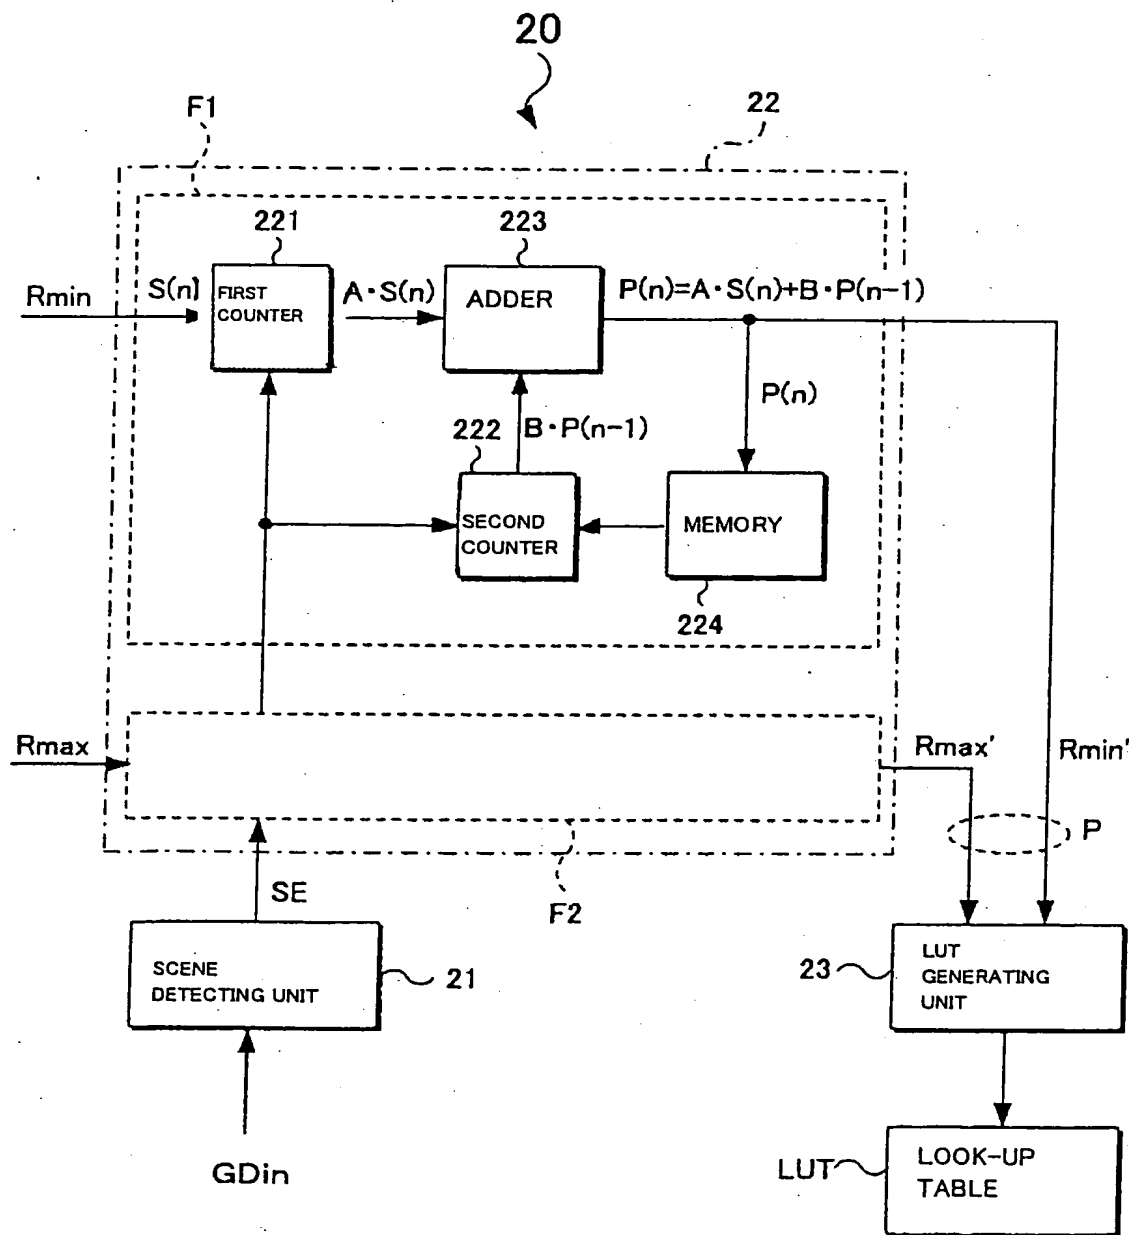 20
F1
22
221
223
Rmin
S(n)
FIRST
COUNTER
A・S(n)
ADDER
P(n)=A・S(n)+B・P(n-1)
P(n)
222
B・P(n-1)
SECOND
COUNTER
MEMORY
224
Rmax
Rmax'
Rmin'
P
SE
F2
SCENE
DETECTING UNIT
21
23
LUT
GENERATING
UNIT
GDin
LUT
LOOK-UP
TABLE